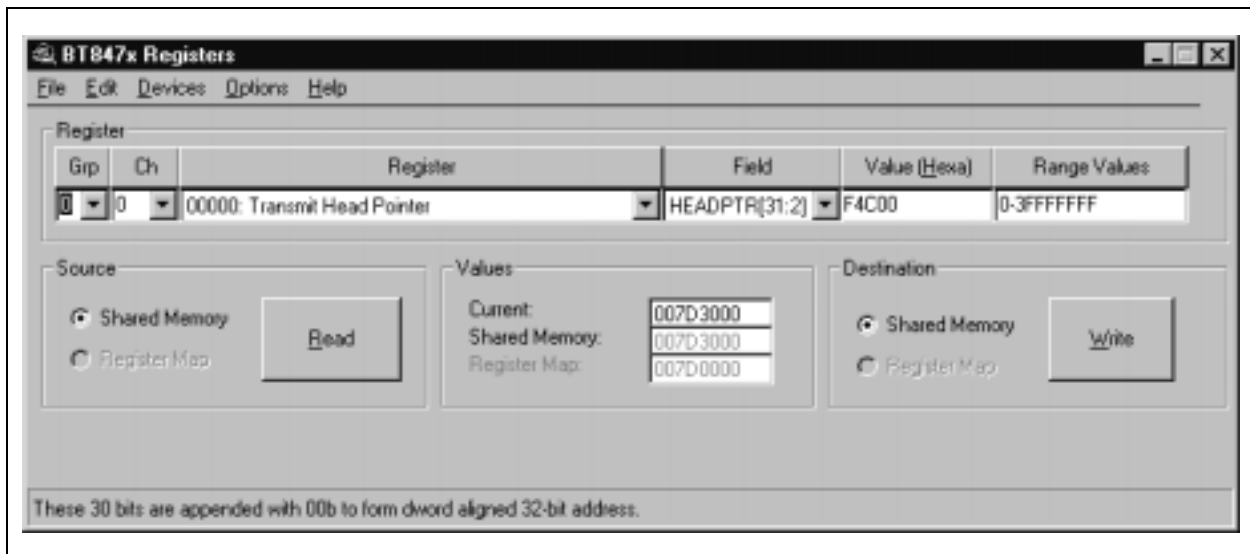 BT847x Registers
File Edit Devices Options Help
Register
Grp Ch Register Field Value (Hexa) Range Values
0 0 00000: Transmit Head Pointer HEADPTR[31:2] F4C00 0-3FFFFFFF
Source Values Destination
Shared Memory Read Current: 007D3000 Shared Memory Write
Shared Memory: 007D3000
Register Map Register Map: 007D0000 Register Map
These 30 bits are appended with 00b to form dword aligned 32-bit address.